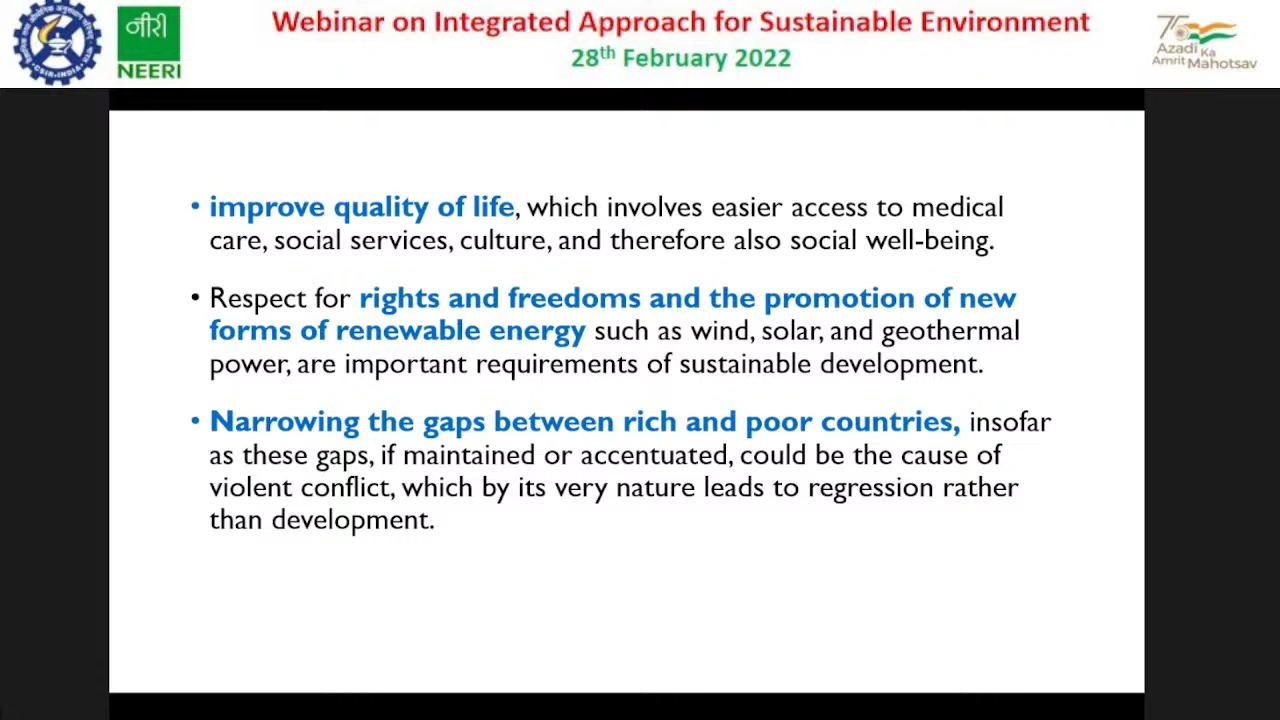 Webinar on Integrated Approach for Sustainable Environment
28th February 2022
CSIR-INDIA
नीरी
NEERI
75
Azadi Ka
Amrit Mahotsav
• improve quality of life, which involves easier access to medical
care, social services, culture, and therefore also social well-being.
• Respect for rights and freedoms and the promotion of new
forms of renewable energy such as wind, solar, and geothermal
power, are important requirements of sustainable development.
• Narrowing the gaps between rich and poor countries, insofar
as these gaps, if maintained or accentuated, could be the cause of
violent conflict, which by its very nature leads to regression rather
than development.